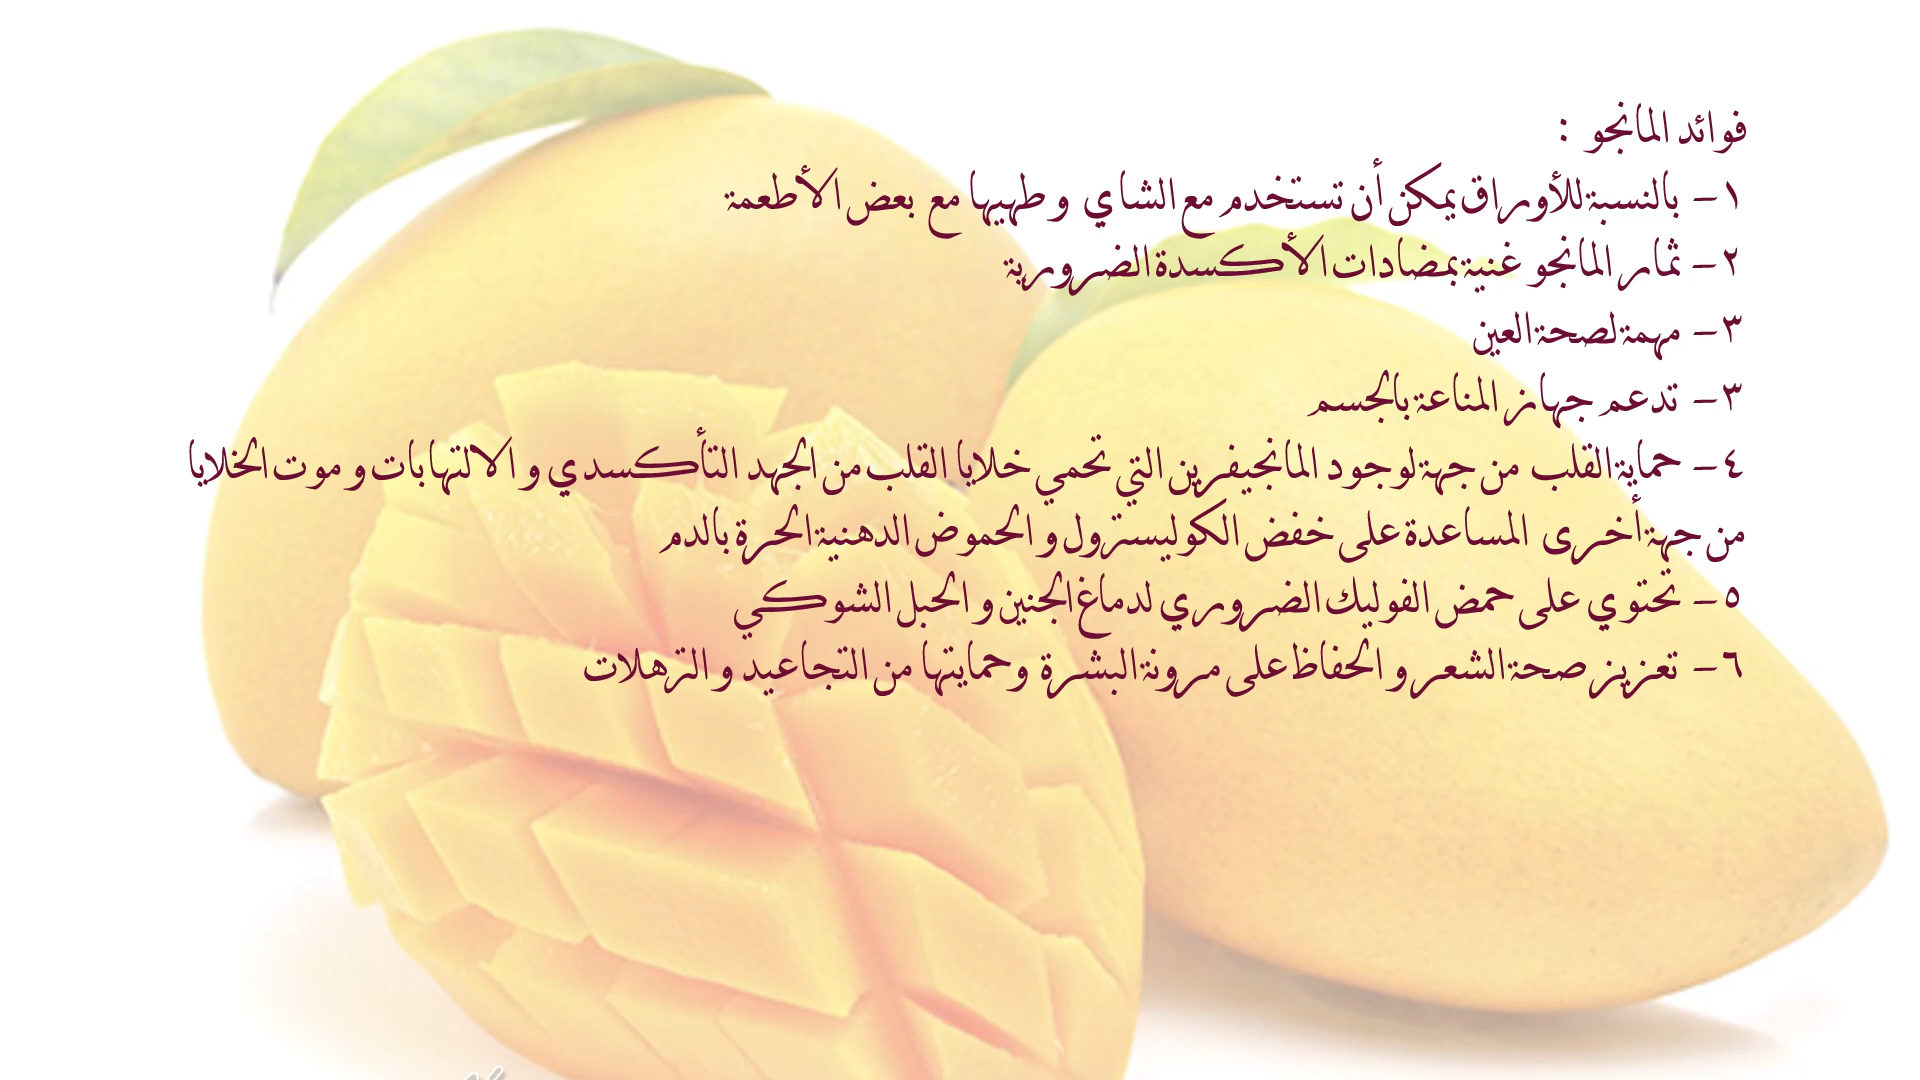 فوائد المانجو :
١- بالنسبة للأوراق يمكن أن تستخدم مع الشاي و طهيها مع بعض الأطعمة
٢- ثمار المانجو غنية بمضادات الأكسدة الضرورية
٣- مهمة لصحة العين
٣- تدعم جهاز المناعة بالجسم
٤- حماية القلب من جهة لوجود المانجيفرين التي تحمي خلايا القلب من الجهد التأكسدي و الالتهابات و موت الخلايا
من جهة أخرى المساعدة على خفض الكوليسترول و الحموض الدهنية الحرة بالدم
٥- تحتوي على حمض الفوليك الضروري لدماغ الجنين و الحبل الشوكي
٦- تعزيز صحة الشعر و الحفاظ على مرونة البشرة وحمايتها من التجاعيد و الترهلات